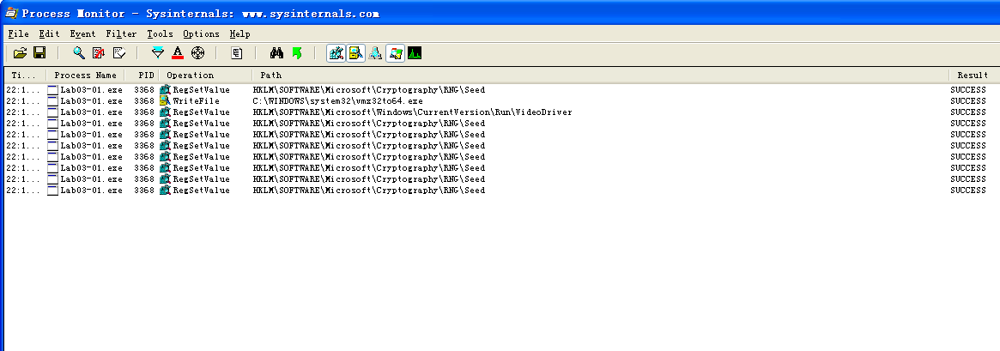 Process Monitor - Sysinternals: www.sysinternals.com
File Edit Event Filter Tools Options Help
Ti... Process Name PID Operation Path Result
22:1... Lab03-01.exe 3368 RegSetValue HKLM\SOFTWARE\Microsoft\Cryptography\RNG\Seed SUCCESS
22:1... Lab03-01.exe 3368 WriteFile C:\WINDOWS\system32\vmx32to64.exe SUCCESS
22:1... Lab03-01.exe 3368 RegSetValue HKLM\SOFTWARE\Microsoft\Windows\CurrentVersion\Run\VideoDriver SUCCESS
22:1... Lab03-01.exe 3368 RegSetValue HKLM\SOFTWARE\Microsoft\Cryptography\RNG\Seed SUCCESS
22:1... Lab03-01.exe 3368 RegSetValue HKLM\SOFTWARE\Microsoft\Cryptography\RNG\Seed SUCCESS
22:1... Lab03-01.exe 3368 RegSetValue HKLM\SOFTWARE\Microsoft\Cryptography\RNG\Seed SUCCESS
22:1... Lab03-01.exe 3368 RegSetValue HKLM\SOFTWARE\Microsoft\Cryptography\RNG\Seed SUCCESS
22:1... Lab03-01.exe 3368 RegSetValue HKLM\SOFTWARE\Microsoft\Cryptography\RNG\Seed SUCCESS
22:1... Lab03-01.exe 3368 RegSetValue HKLM\SOFTWARE\Microsoft\Cryptography\RNG\Seed SUCCESS
22:1... Lab03-01.exe 3368 RegSetValue HKLM\SOFTWARE\Microsoft\Cryptography\RNG\Seed SUCCESS